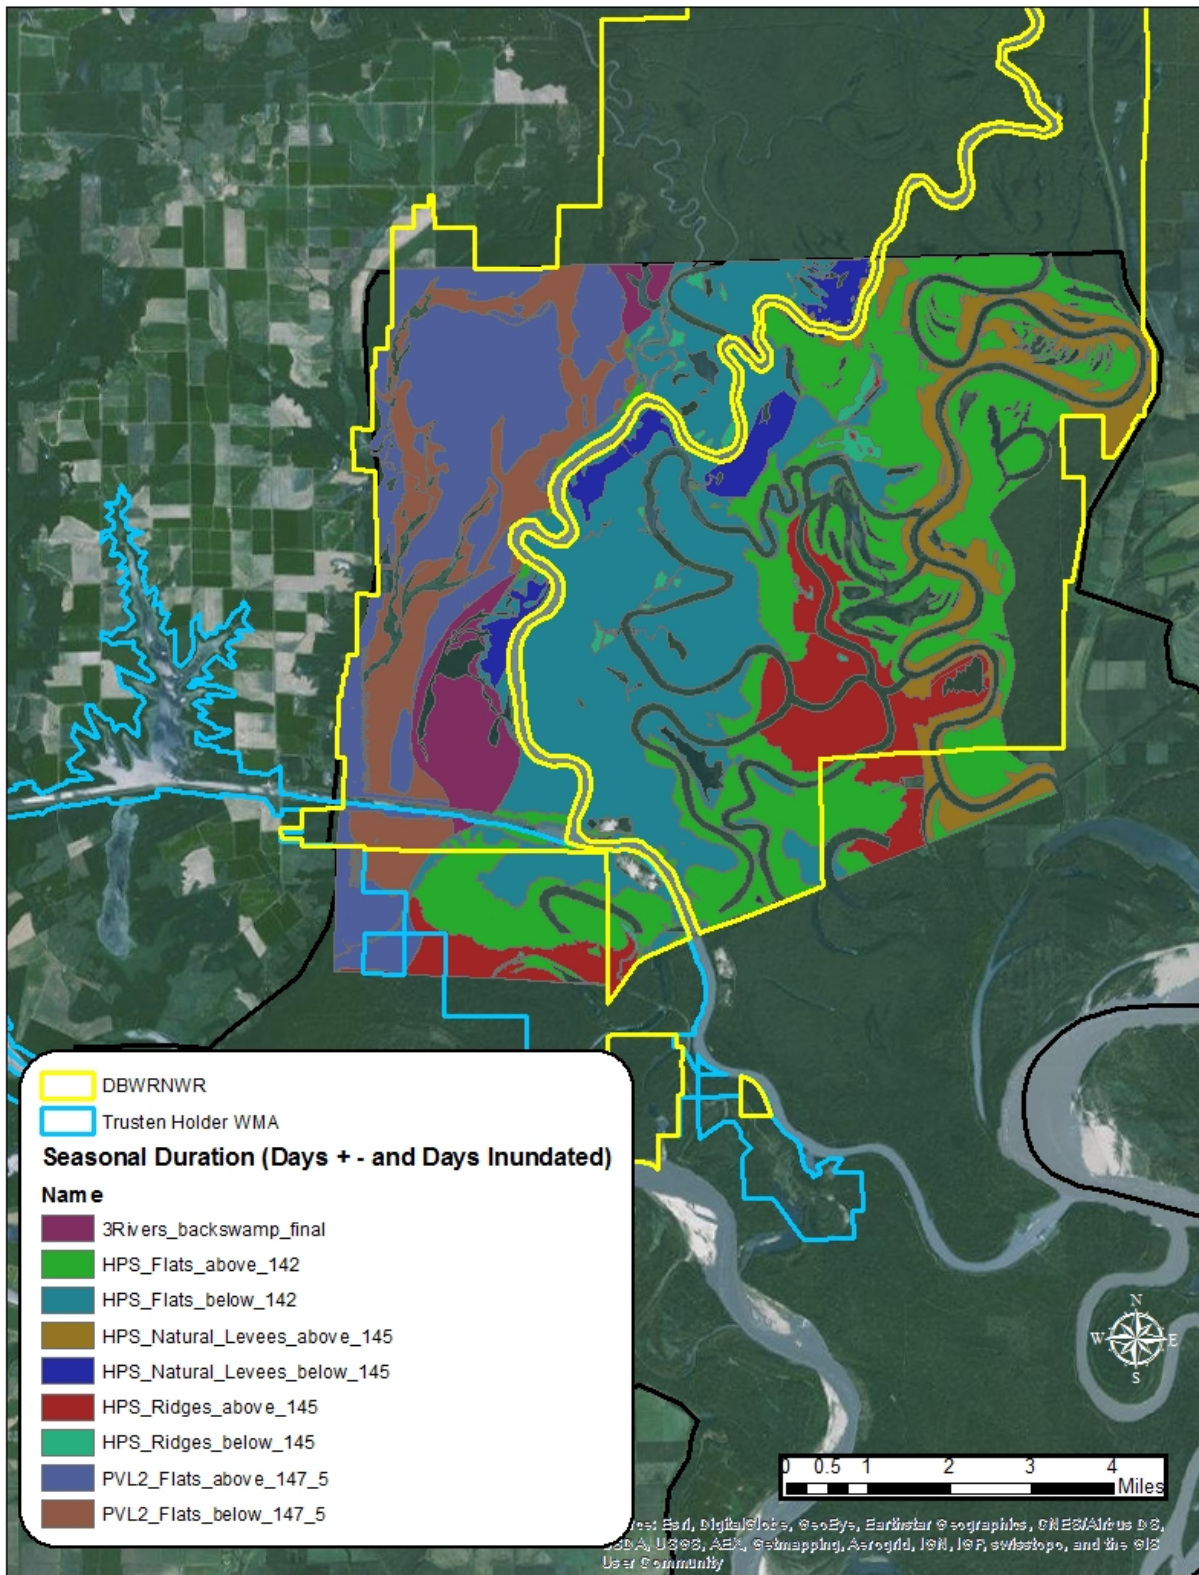 DBWRNWR
Trusten Holder WMA
Seasonal Duration (Days + - and Days Inundated)
Name
3Rivers_backswamp_final
HPS_Flats_above_142
HPS_Flats_below_142
HPS_Natural_Levees_above_145
HPS_Natural_Levees_below_145
HPS_Ridges_above_145
HPS_Ridges_below_145
PVL2_Flats_above_147_5
PVL2_Flats_below_147_5
N
W E
S
0 0.5 1 2 3 4
Miles
Esri, DigitalGlobe, GeoEye, Earthstar Geographics, CNES/Airbus DS,
USGS, AEX, Getmapping, Aerogrid, IGN, IGP, swisstopo, and the GIS
User Community